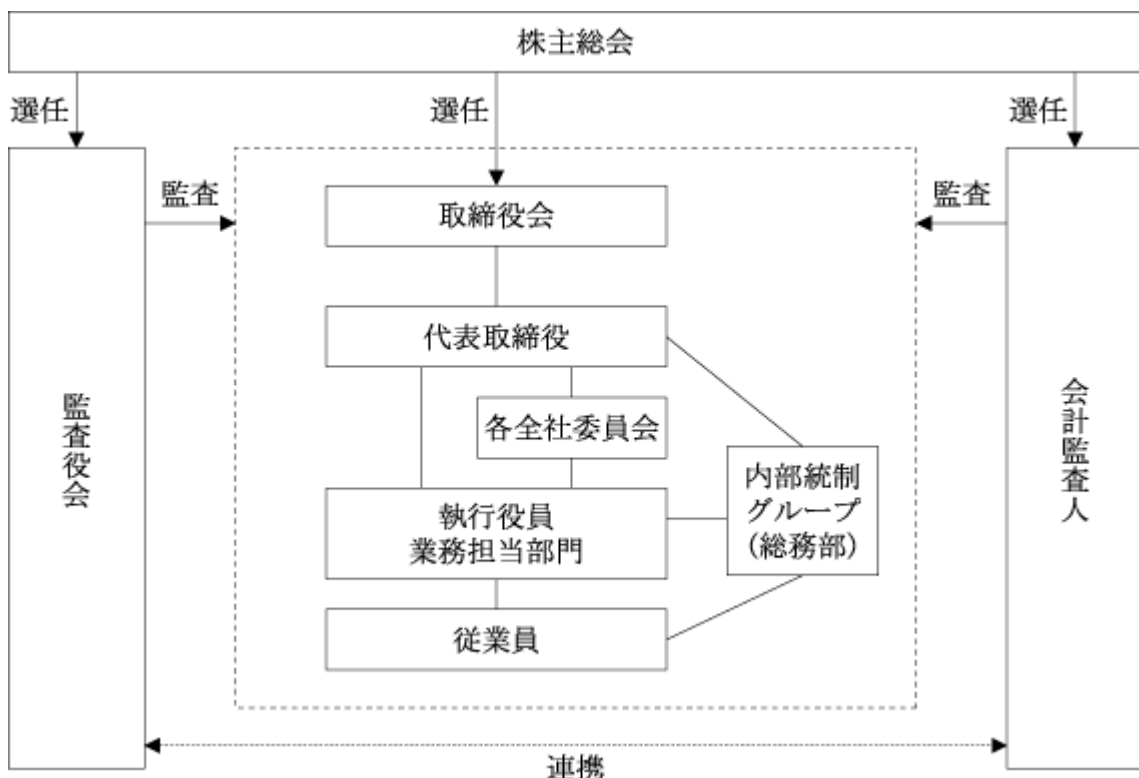 株主総会
選任
選任
選任
監査
監査
取締役会
代表取締役
各全社委員会
監査役会
会計監査人
内部統制
グループ
(総務部)
執行役員
業務担当部門
従業員
連携